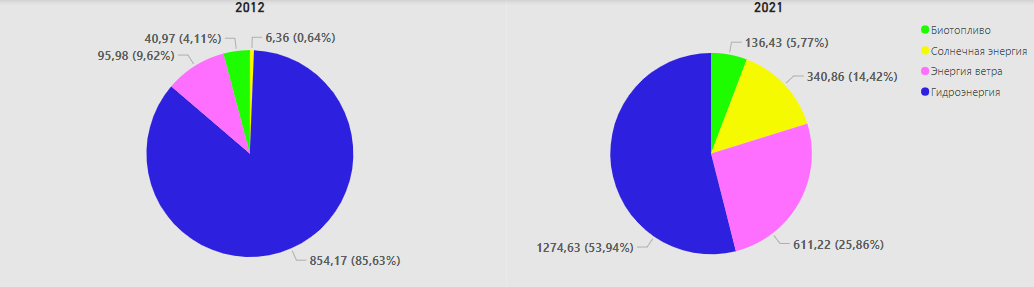 2012
40,97 (4,11%)
6,36 (0,64%)
95,98 (9,62%)
854,17 (85,63%)
2021
136,43 (5,77%)
340,86 (14,42%)
1274,63 (53,94%)
611,22 (25,86%)
Биотопливо
Солнечная энергия
Энергия ветра
Гидроэнергия